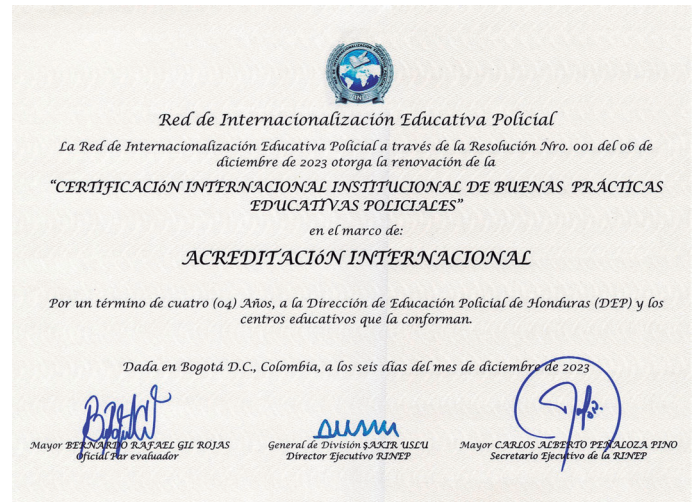 Red de Internacionalización Educativa Policial
La Red de Internacionalización Educativa Policial a través de la Resolución Nro. 001 del 06 de
diciembre de 2023 otorga la renovación de la
"CERTIFICACIóN INTERNACIONAL INSTITUCIONAL DE BUENAS PRÁCTICAS
EDUCATIVAS POLICIALES"
en el marco de:
ACREDITACIóN INTERNACIONAL
Por un término de cuatro (04) Años, a la Dirección de Educación Policial de Honduras (DEP) y los
centros educativos que la conforman.
Dada en Bogotá D.C., Colombia, a los seis días del mes de diciembre de 2023
Mayor BERNARDO RAFAEL GIL ROJAS
Oficial Par evaluador
General de División ŞAKIR USLU
Director Ejecutivo RINEP
Mayor CARLOS ALBERTO PEÑALOZA PINO
Secretario Ejecutivo de la RINEP